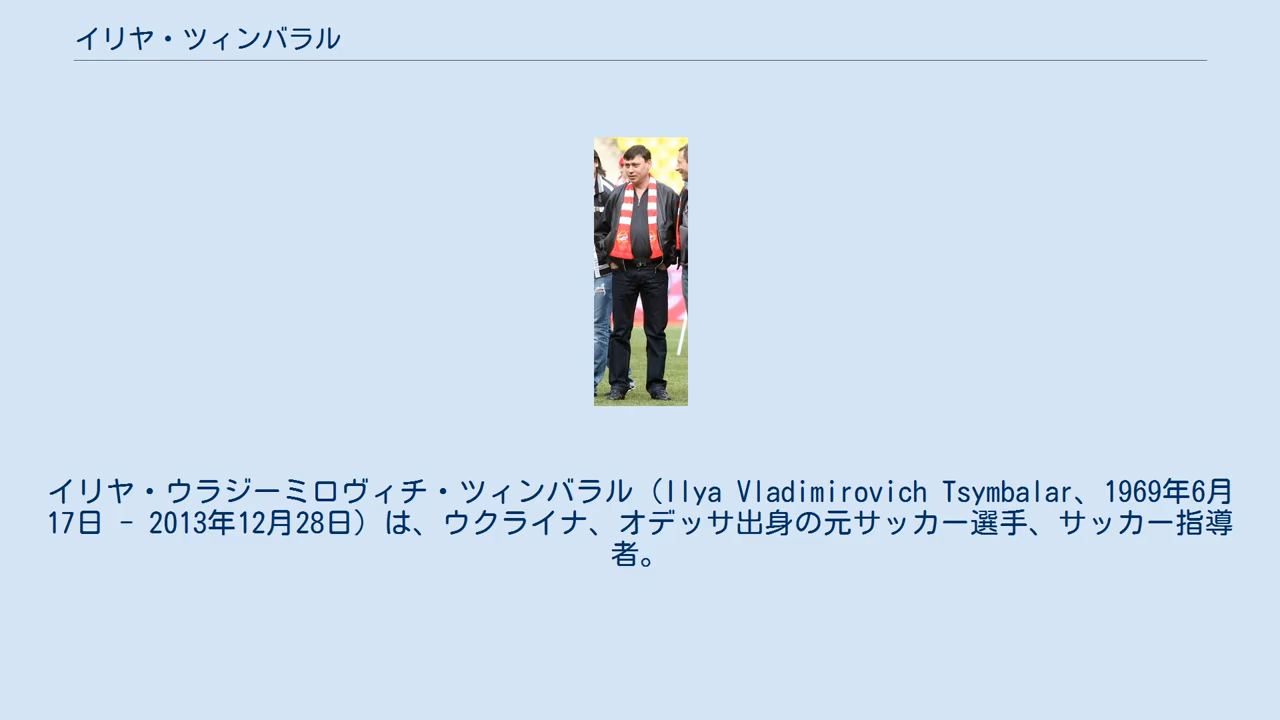 イリヤ・ツィンバラル
イリヤ・ウラジーミロヴィチ・ツィンバラル（Ilya Vladimirovich Tsymbalar、1969年6月
17日 - 2013年12月28日）は、ウクライナ、オデッサ出身の元サッカー選手、サッカー指導
者。